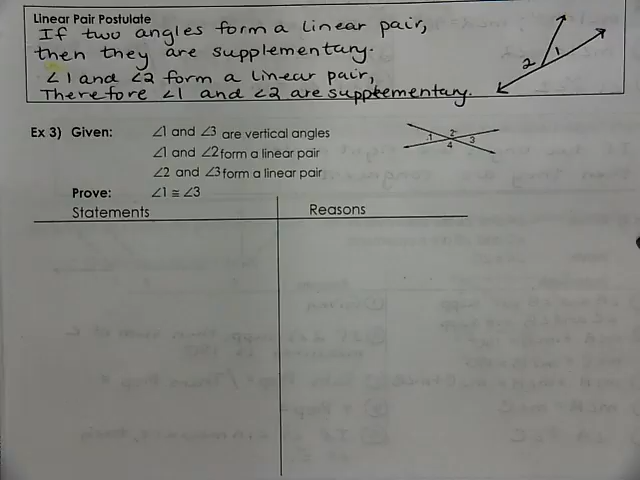 Linear Pair Postulate
If two angles form a linear pair,
then they are supplementary.
∠1 and ∠2 form a linear pair,
Therefore ∠1 and ∠2 are supplementary.
2 1
Ex 3) Given: ∠1 and ∠3 are vertical angles
1 2 3
4
∠1 and ∠2 form a linear pair
∠2 and ∠3 form a linear pair
Prove: ∠1 ≅ ∠3
Statements Reasons